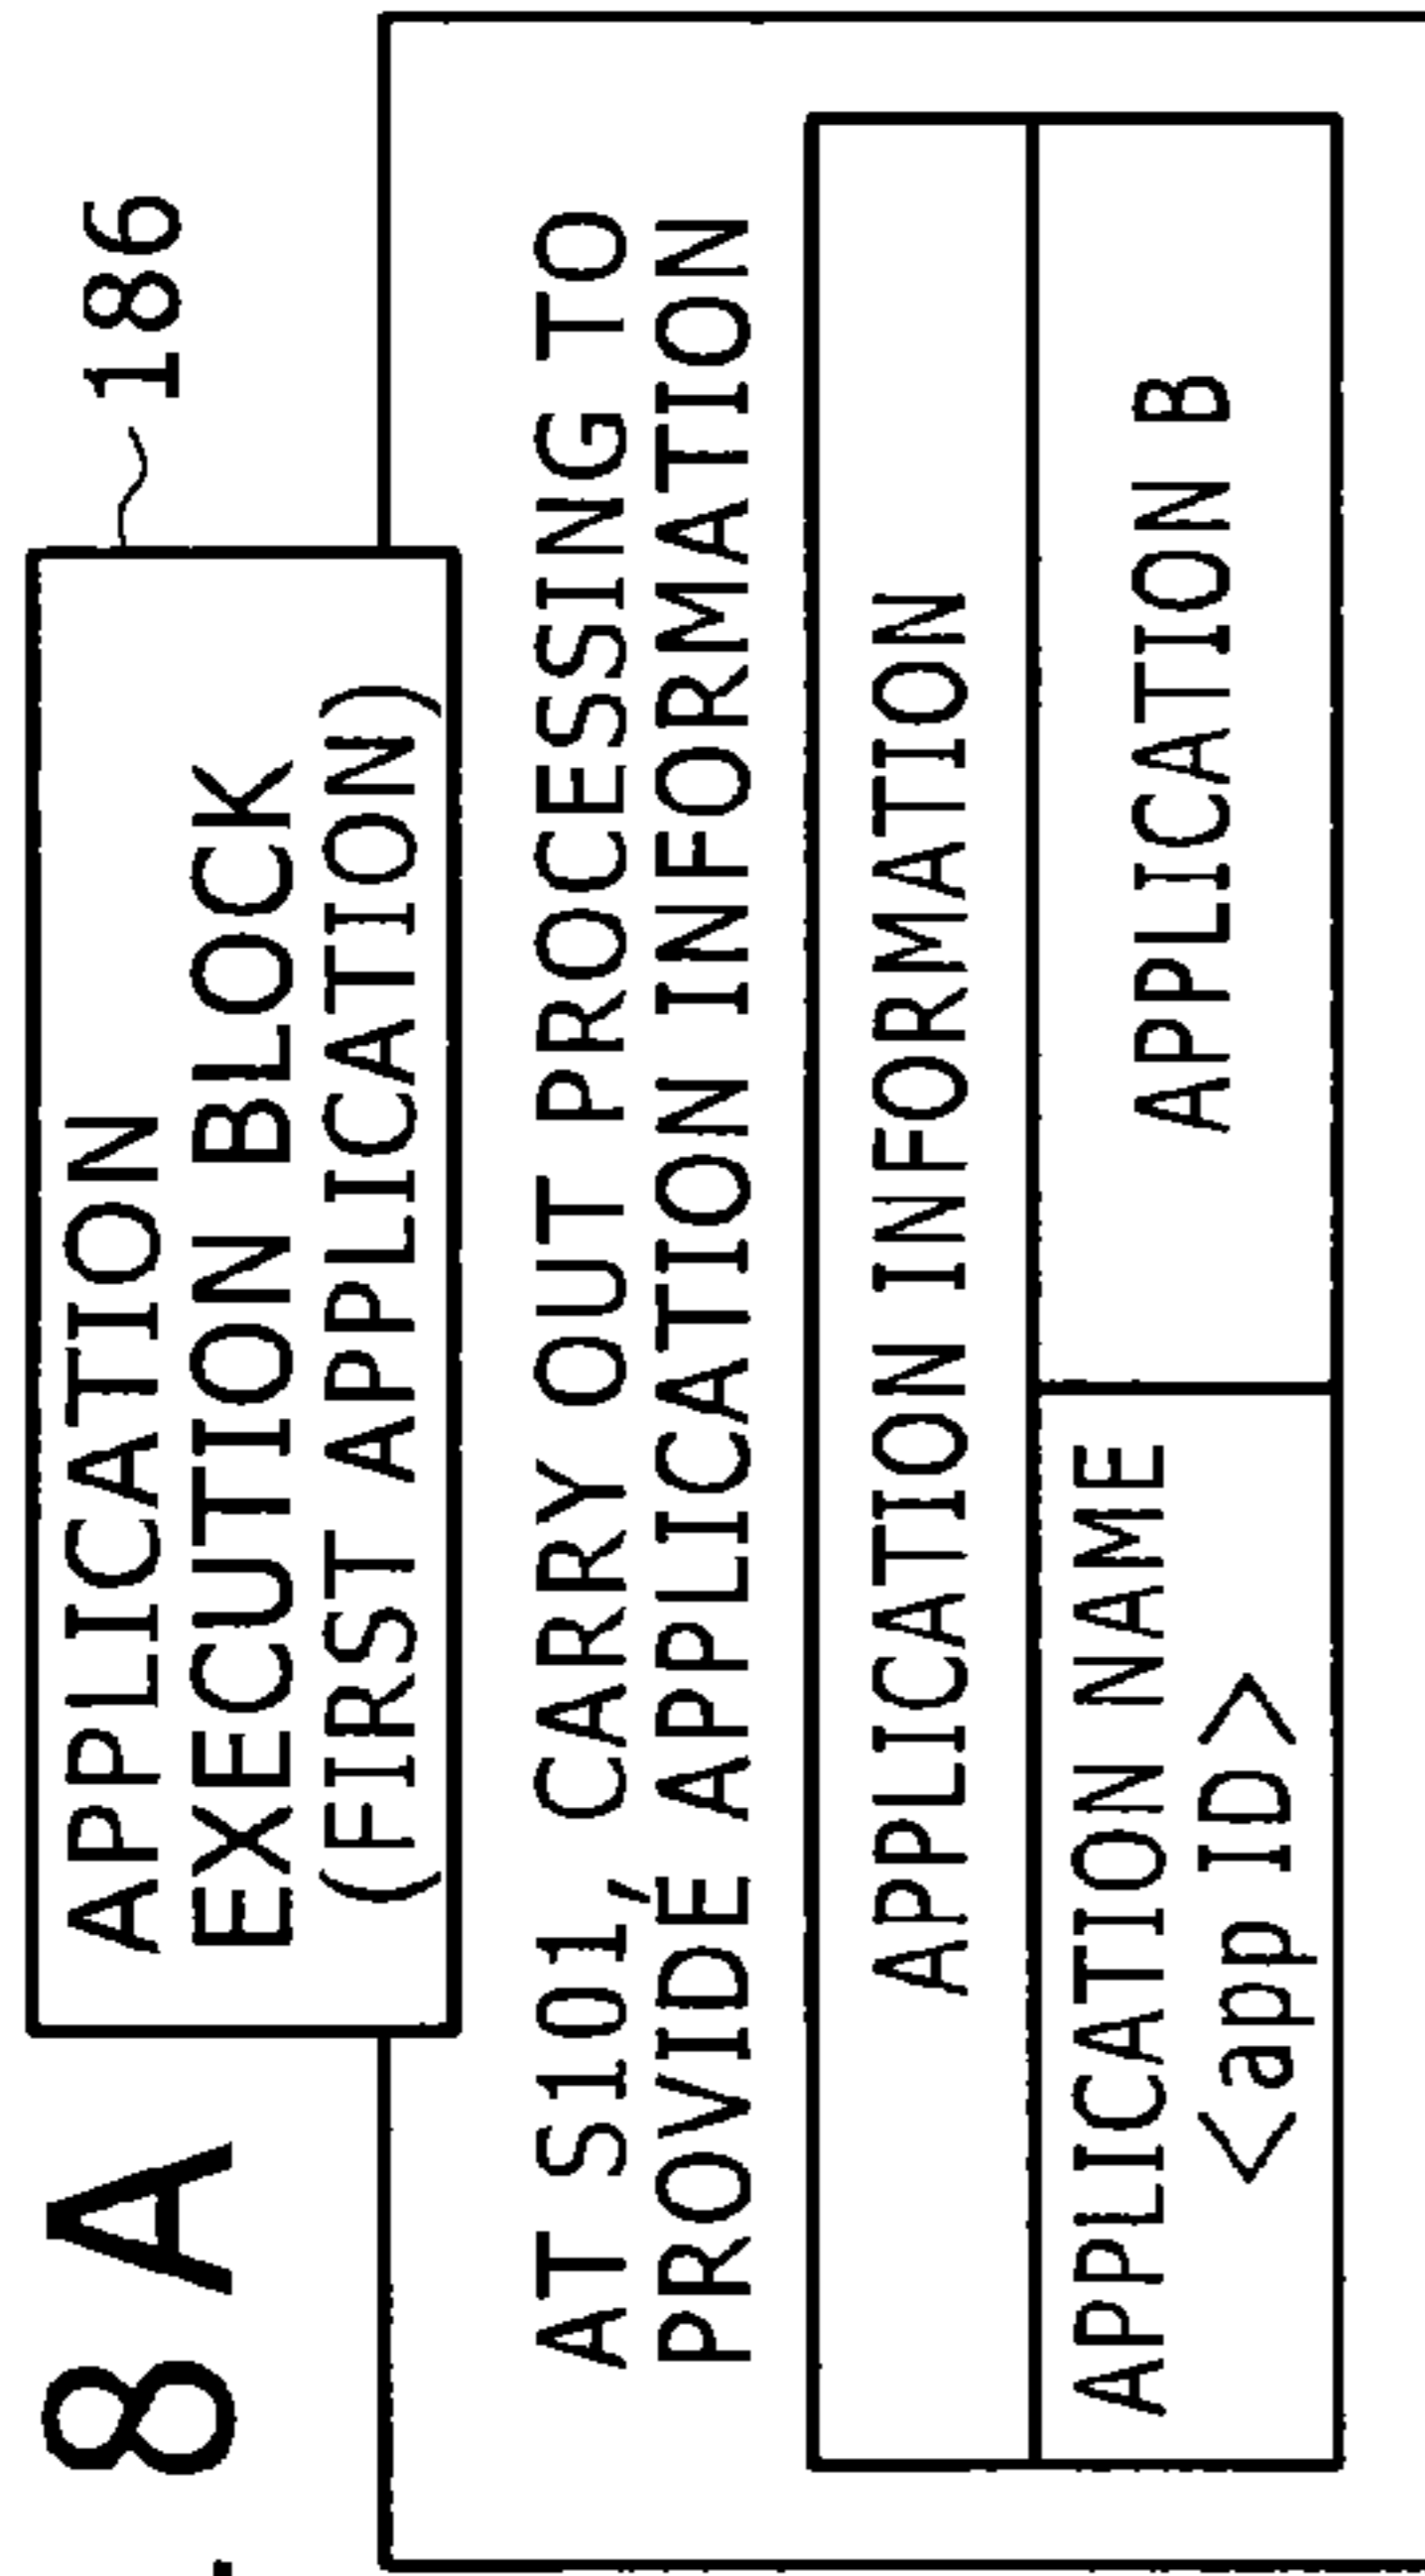 8A
APPLICATION
EXECUTION BLOCK
(FIRST APPLICATION)
186
AT S101, CARRY OUT PROCESSING TO
PROVIDE APPLICATION INFORMATION
APPLICATION INFORMATION
APPLICATION NAME
<app ID>
APPLICATION B